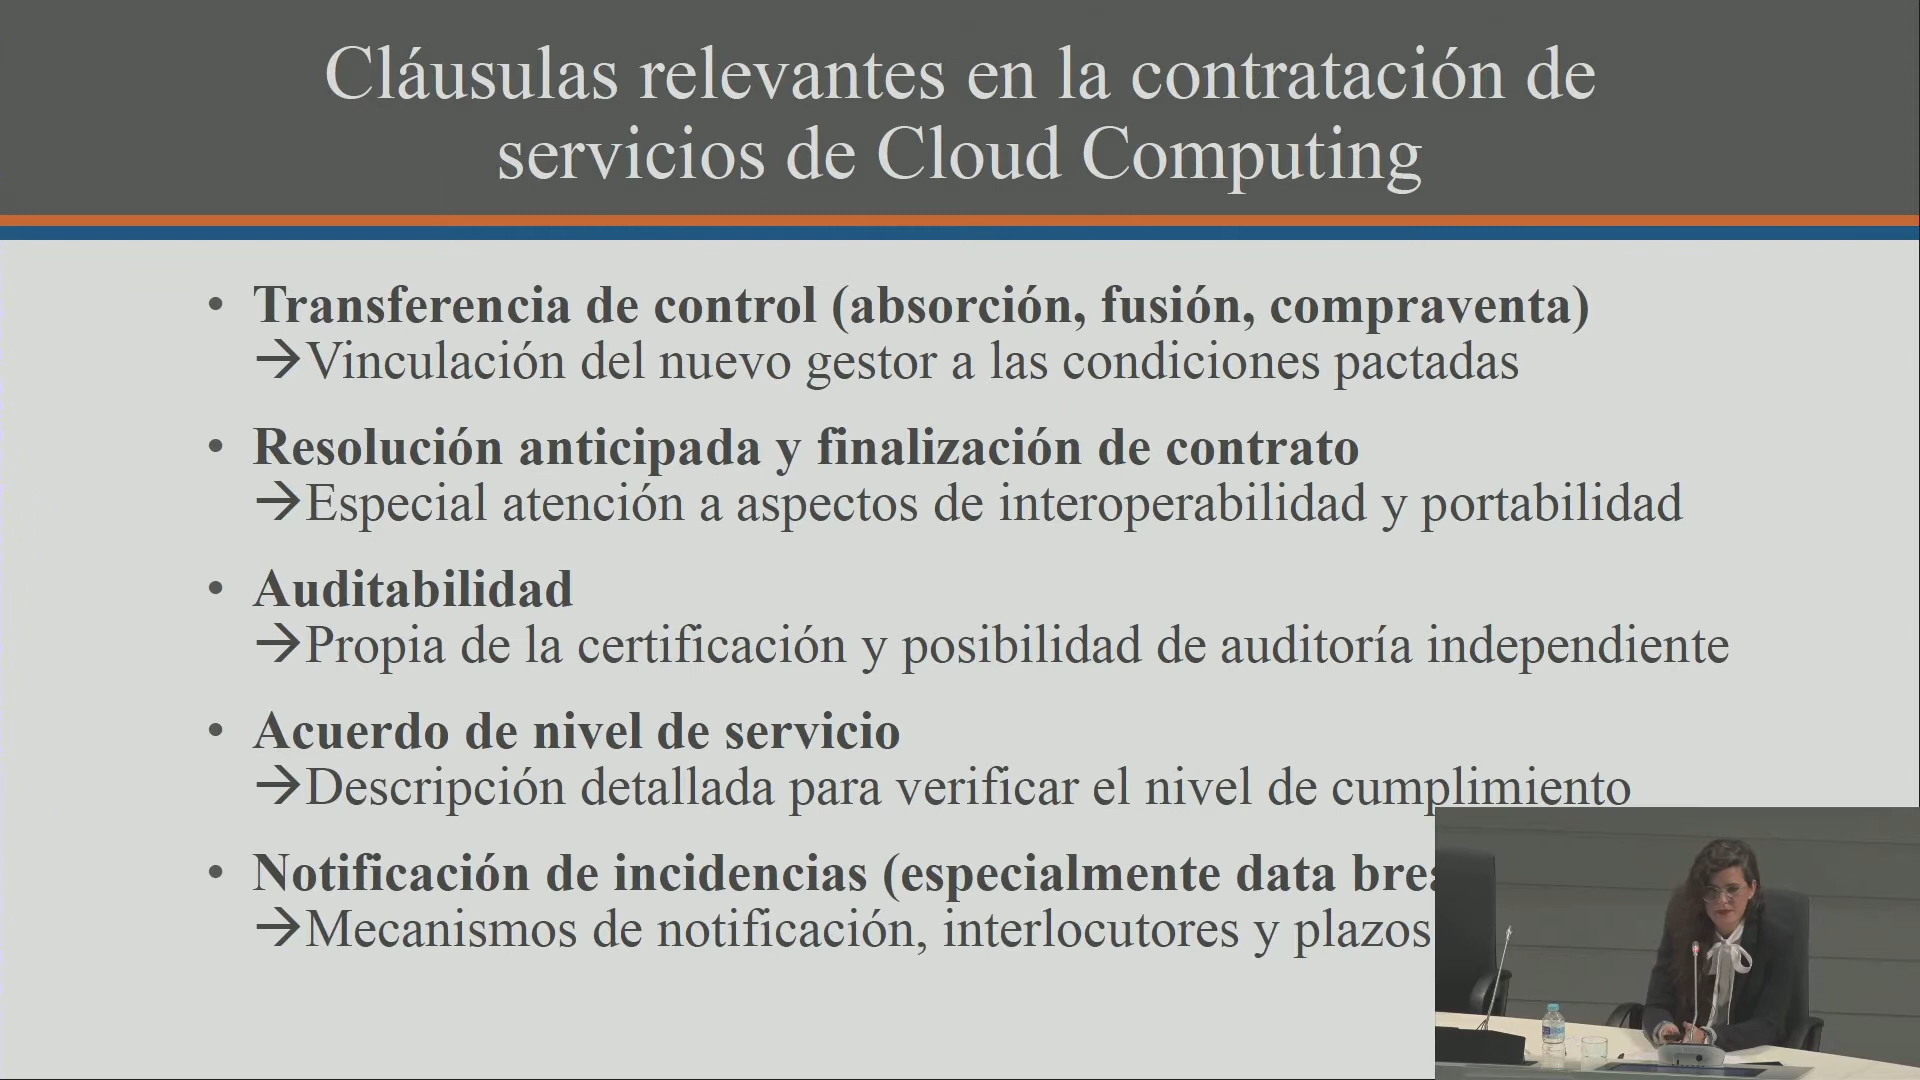 Cláusulas relevantes en la contratación de
servicios de Cloud Computing
• Transferencia de control (absorción, fusión, compraventa)
→Vinculación del nuevo gestor a las condiciones pactadas
• Resolución anticipada y finalización de contrato
→Especial atención a aspectos de interoperabilidad y portabilidad
• Auditabilidad
→Propia de la certificación y posibilidad de auditoría independiente
• Acuerdo de nivel de servicio
→Descripción detallada para verificar el nivel de cumplimiento
• Notificación de incidencias (especialmente data
→Mecanismos de notificación, interlocutores y plazos